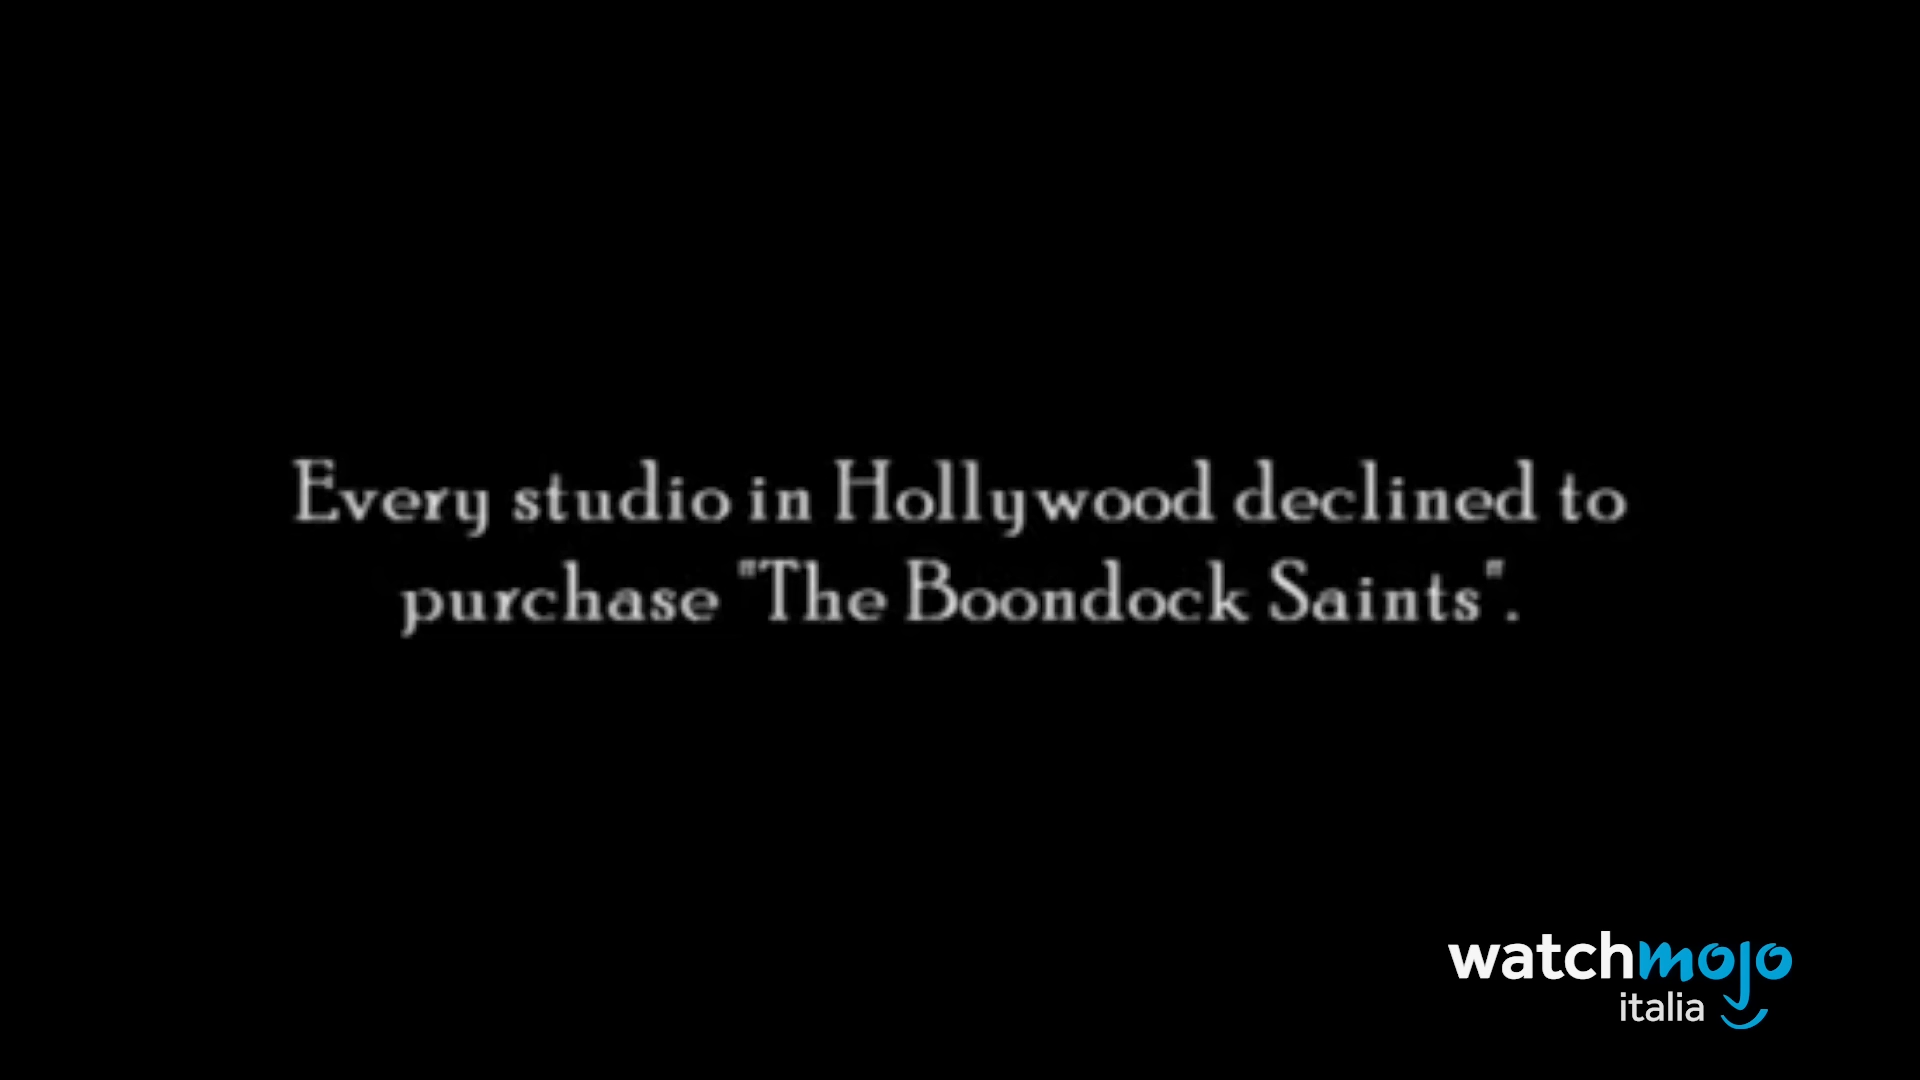 Every studio in Hollywood declined to
purchase "The Boondock Saints".
watchmojo
italia